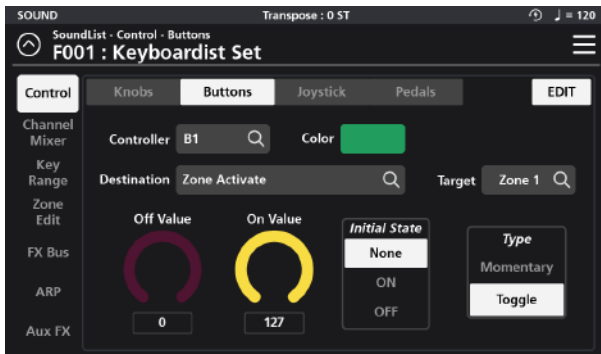 SOUND
Transpose : 0 ST
♩ = 120
SoundList - Control - Buttons
F001 : Keyboardist Set
Control
Knobs
Buttons
Joystick
Pedals
EDIT
Channel
Mixer
Controller
B1
Color
Key
Range
Destination
Zone Activate
Target
Zone 1
Zone
Edit
Off Value
On Value
Initial State
None
ON
OFF
Type
Momentary
Toggle
FX Bus
ARP
0
127
Aux FX